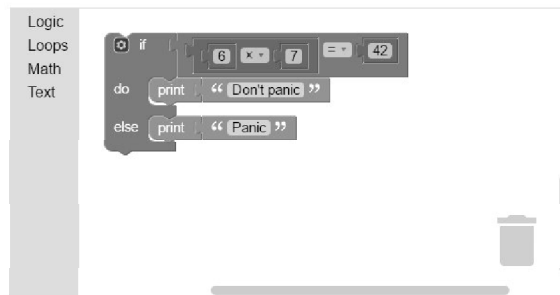 Logic
Loops
Math
Text
if 6 × 7 = 42
do print “ Don't panic ”
else print “ Panic ”